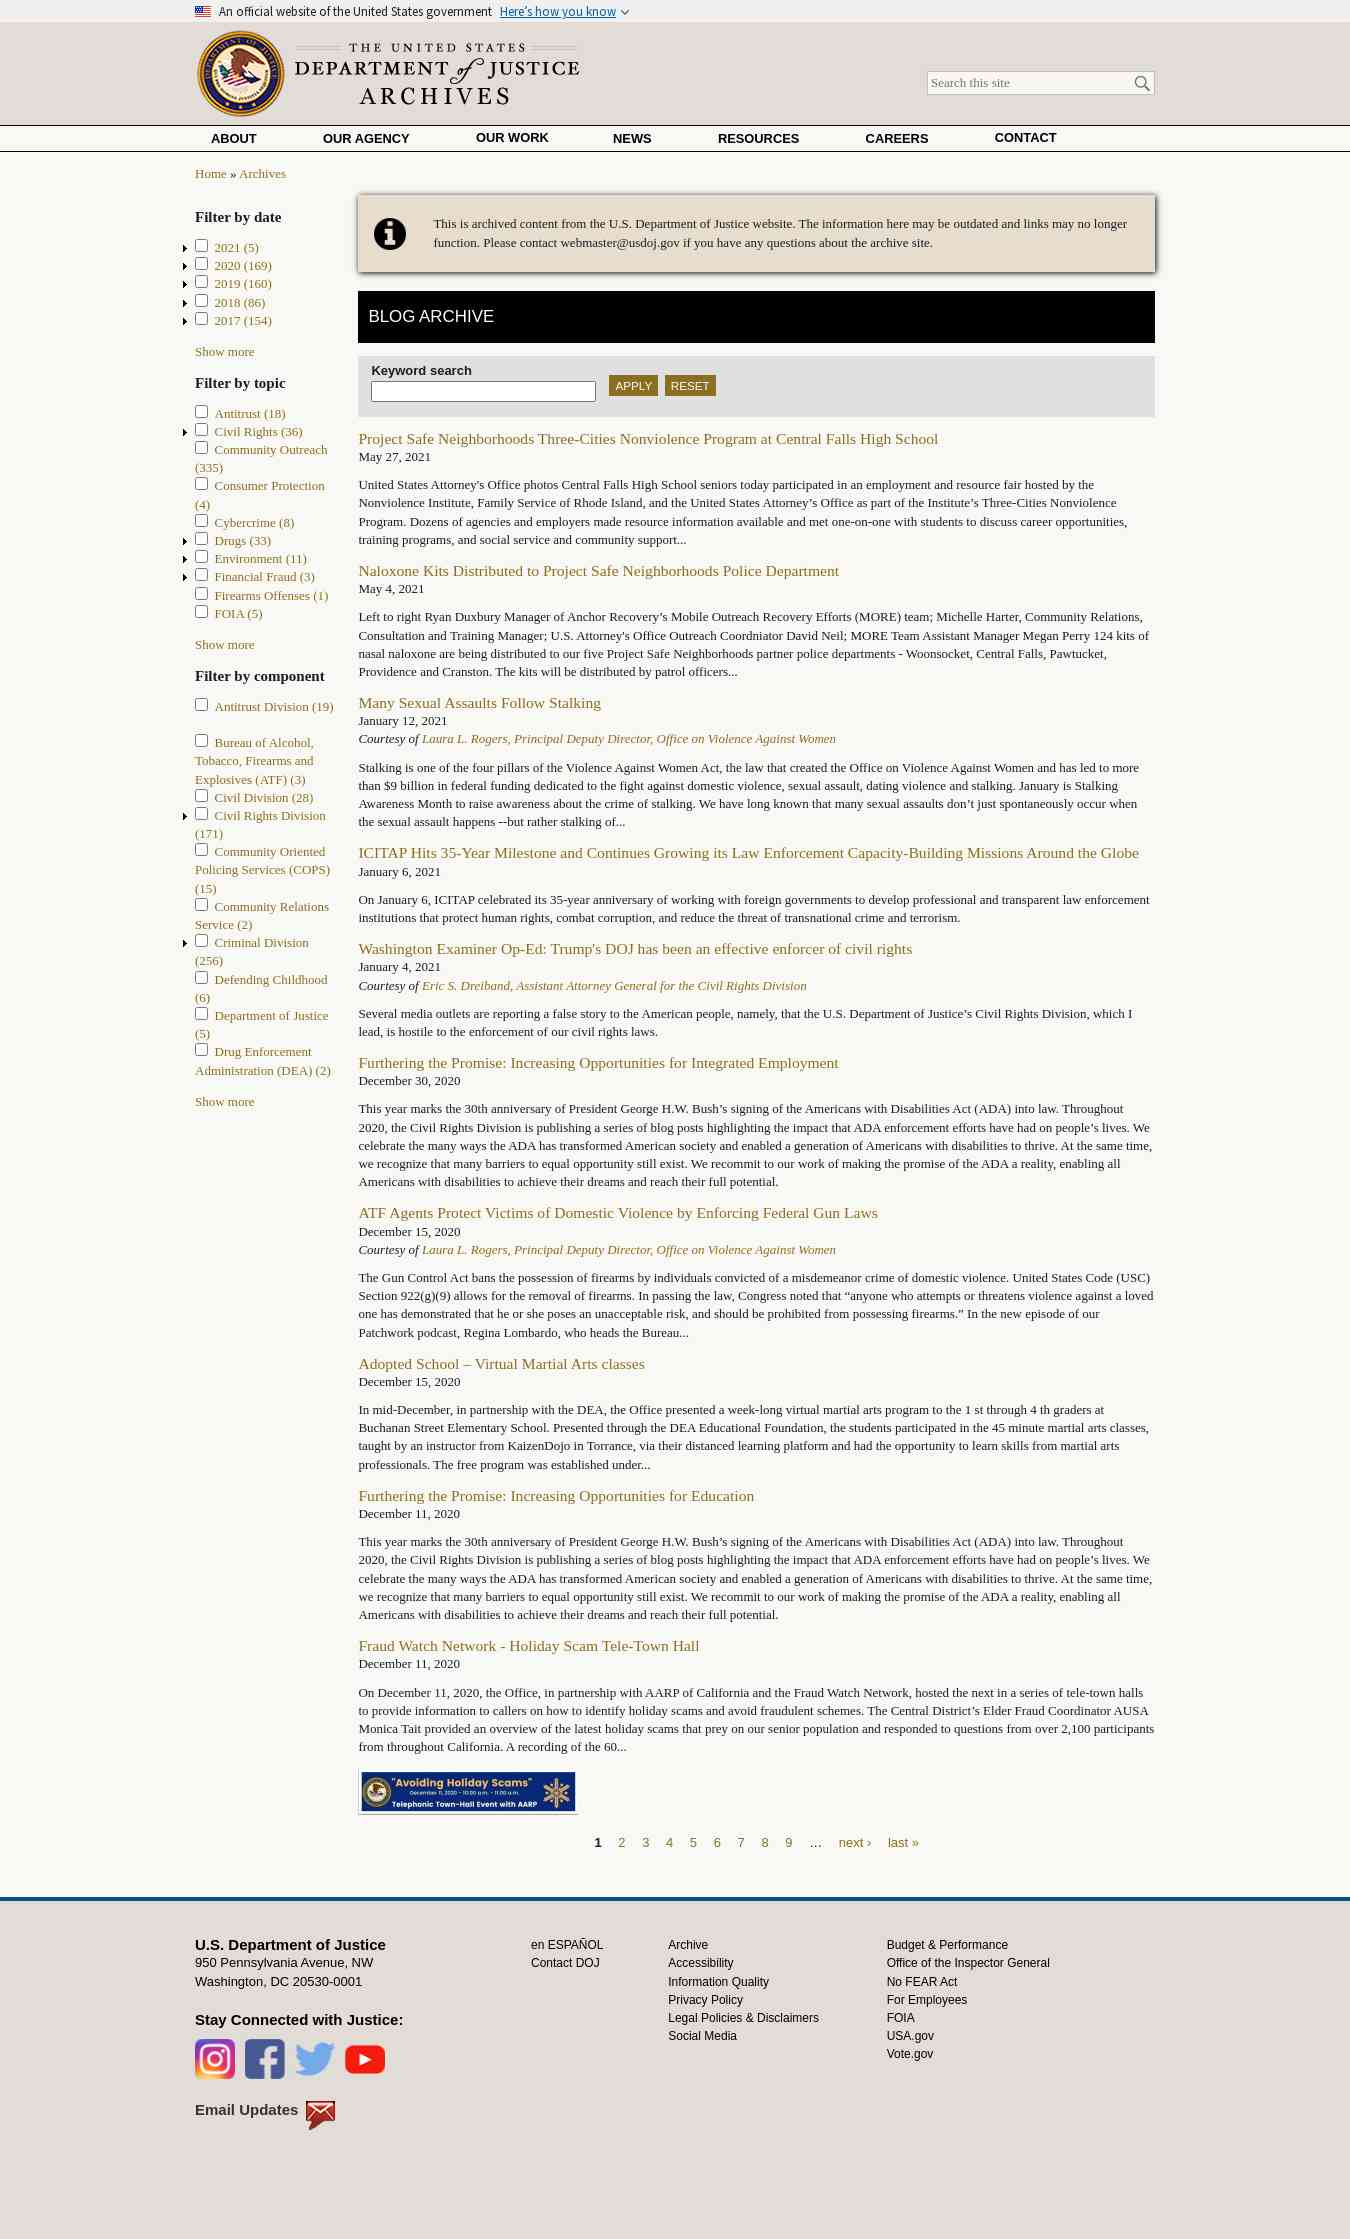 An official website of the United States government Here's how you know
THE UNITED STATES
DEPARTMENT of JUSTICE
ARCHIVES
Search this site
ABOUT OUR AGENCY OUR WORK NEWS RESOURCES CAREERS CONTACT
Home » Archives
Filter by date
2021 (5)
2020 (169)
2019 (160)
2018 (86)
2017 (154)
Show more
Filter by topic
Antitrust (18)
Civil Rights (36)
Community Outreach
(335)
Consumer Protection
(4)
Cybercrime (8)
Drugs (33)
Environment (11)
Financial Fraud (3)
Firearms Offenses (1)
FOIA (5)
Show more
Filter by component
Antitrust Division (19)
Bureau of Alcohol,
Tobacco, Firearms and
Explosives (ATF) (3)
Civil Division (28)
Civil Rights Division
(171)
Community Oriented
Policing Services (COPS)
(15)
Community Relations
Service (2)
Criminal Division
(256)
Defending Childhood
(6)
Department of Justice
(5)
Drug Enforcement
Administration (DEA) (2)
Show more
This is archived content from the U.S. Department of Justice website. The information here may be outdated and links may no longer
function. Please contact webmaster@usdoj.gov if you have any questions about the archive site.
BLOG ARCHIVE
Keyword search
APPLY RESET
Project Safe Neighborhoods Three-Cities Nonviolence Program at Central Falls High School
May 27, 2021
United States Attorney's Office photos Central Falls High School seniors today participated in an employment and resource fair hosted by the
Nonviolence Institute, Family Service of Rhode Island, and the United States Attorney's Office as part of the Institute's Three-Cities Nonviolence
Program. Dozens of agencies and employers made resource information available and met one-on-one with students to discuss career opportunities,
training programs, and social service and community support...
Naloxone Kits Distributed to Project Safe Neighborhoods Police Department
May 4, 2021
Left to right Ryan Duxbury Manager of Anchor Recovery's Mobile Outreach Recovery Efforts (MORE) team; Michelle Harter, Community Relations,
Consultation and Training Manager; U.S. Attorney's Office Outreach Coordniator David Neil; MORE Team Assistant Manager Megan Perry 124 kits of
nasal naloxone are being distributed to our five Project Safe Neighborhoods partner police departments - Woonsocket, Central Falls, Pawtucket,
Providence and Cranston. The kits will be distributed by patrol officers...
Many Sexual Assaults Follow Stalking
January 12, 2021
Courtesy of Laura L. Rogers, Principal Deputy Director, Office on Violence Against Women
Stalking is one of the four pillars of the Violence Against Women Act, the law that created the Office on Violence Against Women and has led to more
than $9 billion in federal funding dedicated to the fight against domestic violence, sexual assault, dating violence and stalking. January is Stalking
Awareness Month to raise awareness about the crime of stalking. We have long known that many sexual assaults don't just spontaneously occur when
the sexual assault happens --but rather stalking of...
ICITAP Hits 35-Year Milestone and Continues Growing its Law Enforcement Capacity-Building Missions Around the Globe
January 6, 2021
On January 6, ICITAP celebrated its 35-year anniversary of working with foreign governments to develop professional and transparent law enforcement
institutions that protect human rights, combat corruption, and reduce the threat of transnational crime and terrorism.
Washington Examiner Op-Ed: Trump's DOJ has been an effective enforcer of civil rights
January 4, 2021
Courtesy of Eric S. Dreiband, Assistant Attorney General for the Civil Rights Division
Several media outlets are reporting a false story to the American people, namely, that the U.S. Department of Justice's Civil Rights Division, which I
lead, is hostile to the enforcement of our civil rights laws.
Furthering the Promise: Increasing Opportunities for Integrated Employment
December 30, 2020
This year marks the 30th anniversary of President George H.W. Bush's signing of the Americans with Disabilities Act (ADA) into law. Throughout
2020, the Civil Rights Division is publishing a series of blog posts highlighting the impact that ADA enforcement efforts have had on people's lives. We
celebrate the many ways the ADA has transformed American society and enabled a generation of Americans with disabilities to thrive. At the same time,
we recognize that many barriers to equal opportunity still exist. We recommit to our work of making the promise of the ADA a reality, enabling all
Americans with disabilities to achieve their dreams and reach their full potential.
ATF Agents Protect Victims of Domestic Violence by Enforcing Federal Gun Laws
December 15, 2020
Courtesy of Laura L. Rogers, Principal Deputy Director, Office on Violence Against Women
The Gun Control Act bans the possession of firearms by individuals convicted of a misdemeanor crime of domestic violence. United States Code (USC)
Section 922(g)(9) allows for the removal of firearms. In passing the law, Congress noted that “anyone who attempts or threatens violence against a loved
one has demonstrated that he or she poses an unacceptable risk, and should be prohibited from possessing firearms.” In the new episode of our
Patchwork podcast, Regina Lombardo, who heads the Bureau...
Adopted School – Virtual Martial Arts classes
December 15, 2020
In mid-December, in partnership with the DEA, the Office presented a week-long virtual martial arts program to the 1 st through 4 th graders at
Buchanan Street Elementary School. Presented through the DEA Educational Foundation, the students participated in the 45 minute martial arts classes,
taught by an instructor from KaizenDojo in Torrance, via their distanced learning platform and had the opportunity to learn skills from martial arts
professionals. The free program was established under...
Furthering the Promise: Increasing Opportunities for Education
December 11, 2020
This year marks the 30th anniversary of President George H.W. Bush's signing of the Americans with Disabilities Act (ADA) into law. Throughout
2020, the Civil Rights Division is publishing a series of blog posts highlighting the impact that ADA enforcement efforts have had on people's lives. We
celebrate the many ways the ADA has transformed American society and enabled a generation of Americans with disabilities to thrive. At the same time,
we recognize that many barriers to equal opportunity still exist. We recommit to our work of making the promise of the ADA a reality, enabling all
Americans with disabilities to achieve their dreams and reach their full potential.
Fraud Watch Network - Holiday Scam Tele-Town Hall
December 11, 2020
On December 11, 2020, the Office, in partnership with AARP of California and the Fraud Watch Network, hosted the next in a series of tele-town halls
to provide information to callers on how to identify holiday scams and avoid fraudulent schemes. The Central District's Elder Fraud Coordinator AUSA
Monica Tait provided an overview of the latest holiday scams that prey on our senior population and responded to questions from over 2,100 participants
from throughout California. A recording of the 60...
"Avoiding Holiday Scams"
December 11, 2020 - 10:00 a.m. - 11:00 a.m.
Telephonic Town-Hall Event with AARP
1 2 3 4 5 6 7 8 9 … next › last »
U.S. Department of Justice
950 Pennsylvania Avenue, NW
Washington, DC 20530-0001
Stay Connected with Justice:
Email Updates
en ESPAÑOL
Contact DOJ
Archive
Accessibility
Information Quality
Privacy Policy
Legal Policies & Disclaimers
Social Media
Budget & Performance
Office of the Inspector General
No FEAR Act
For Employees
FOIA
USA.gov
Vote.gov